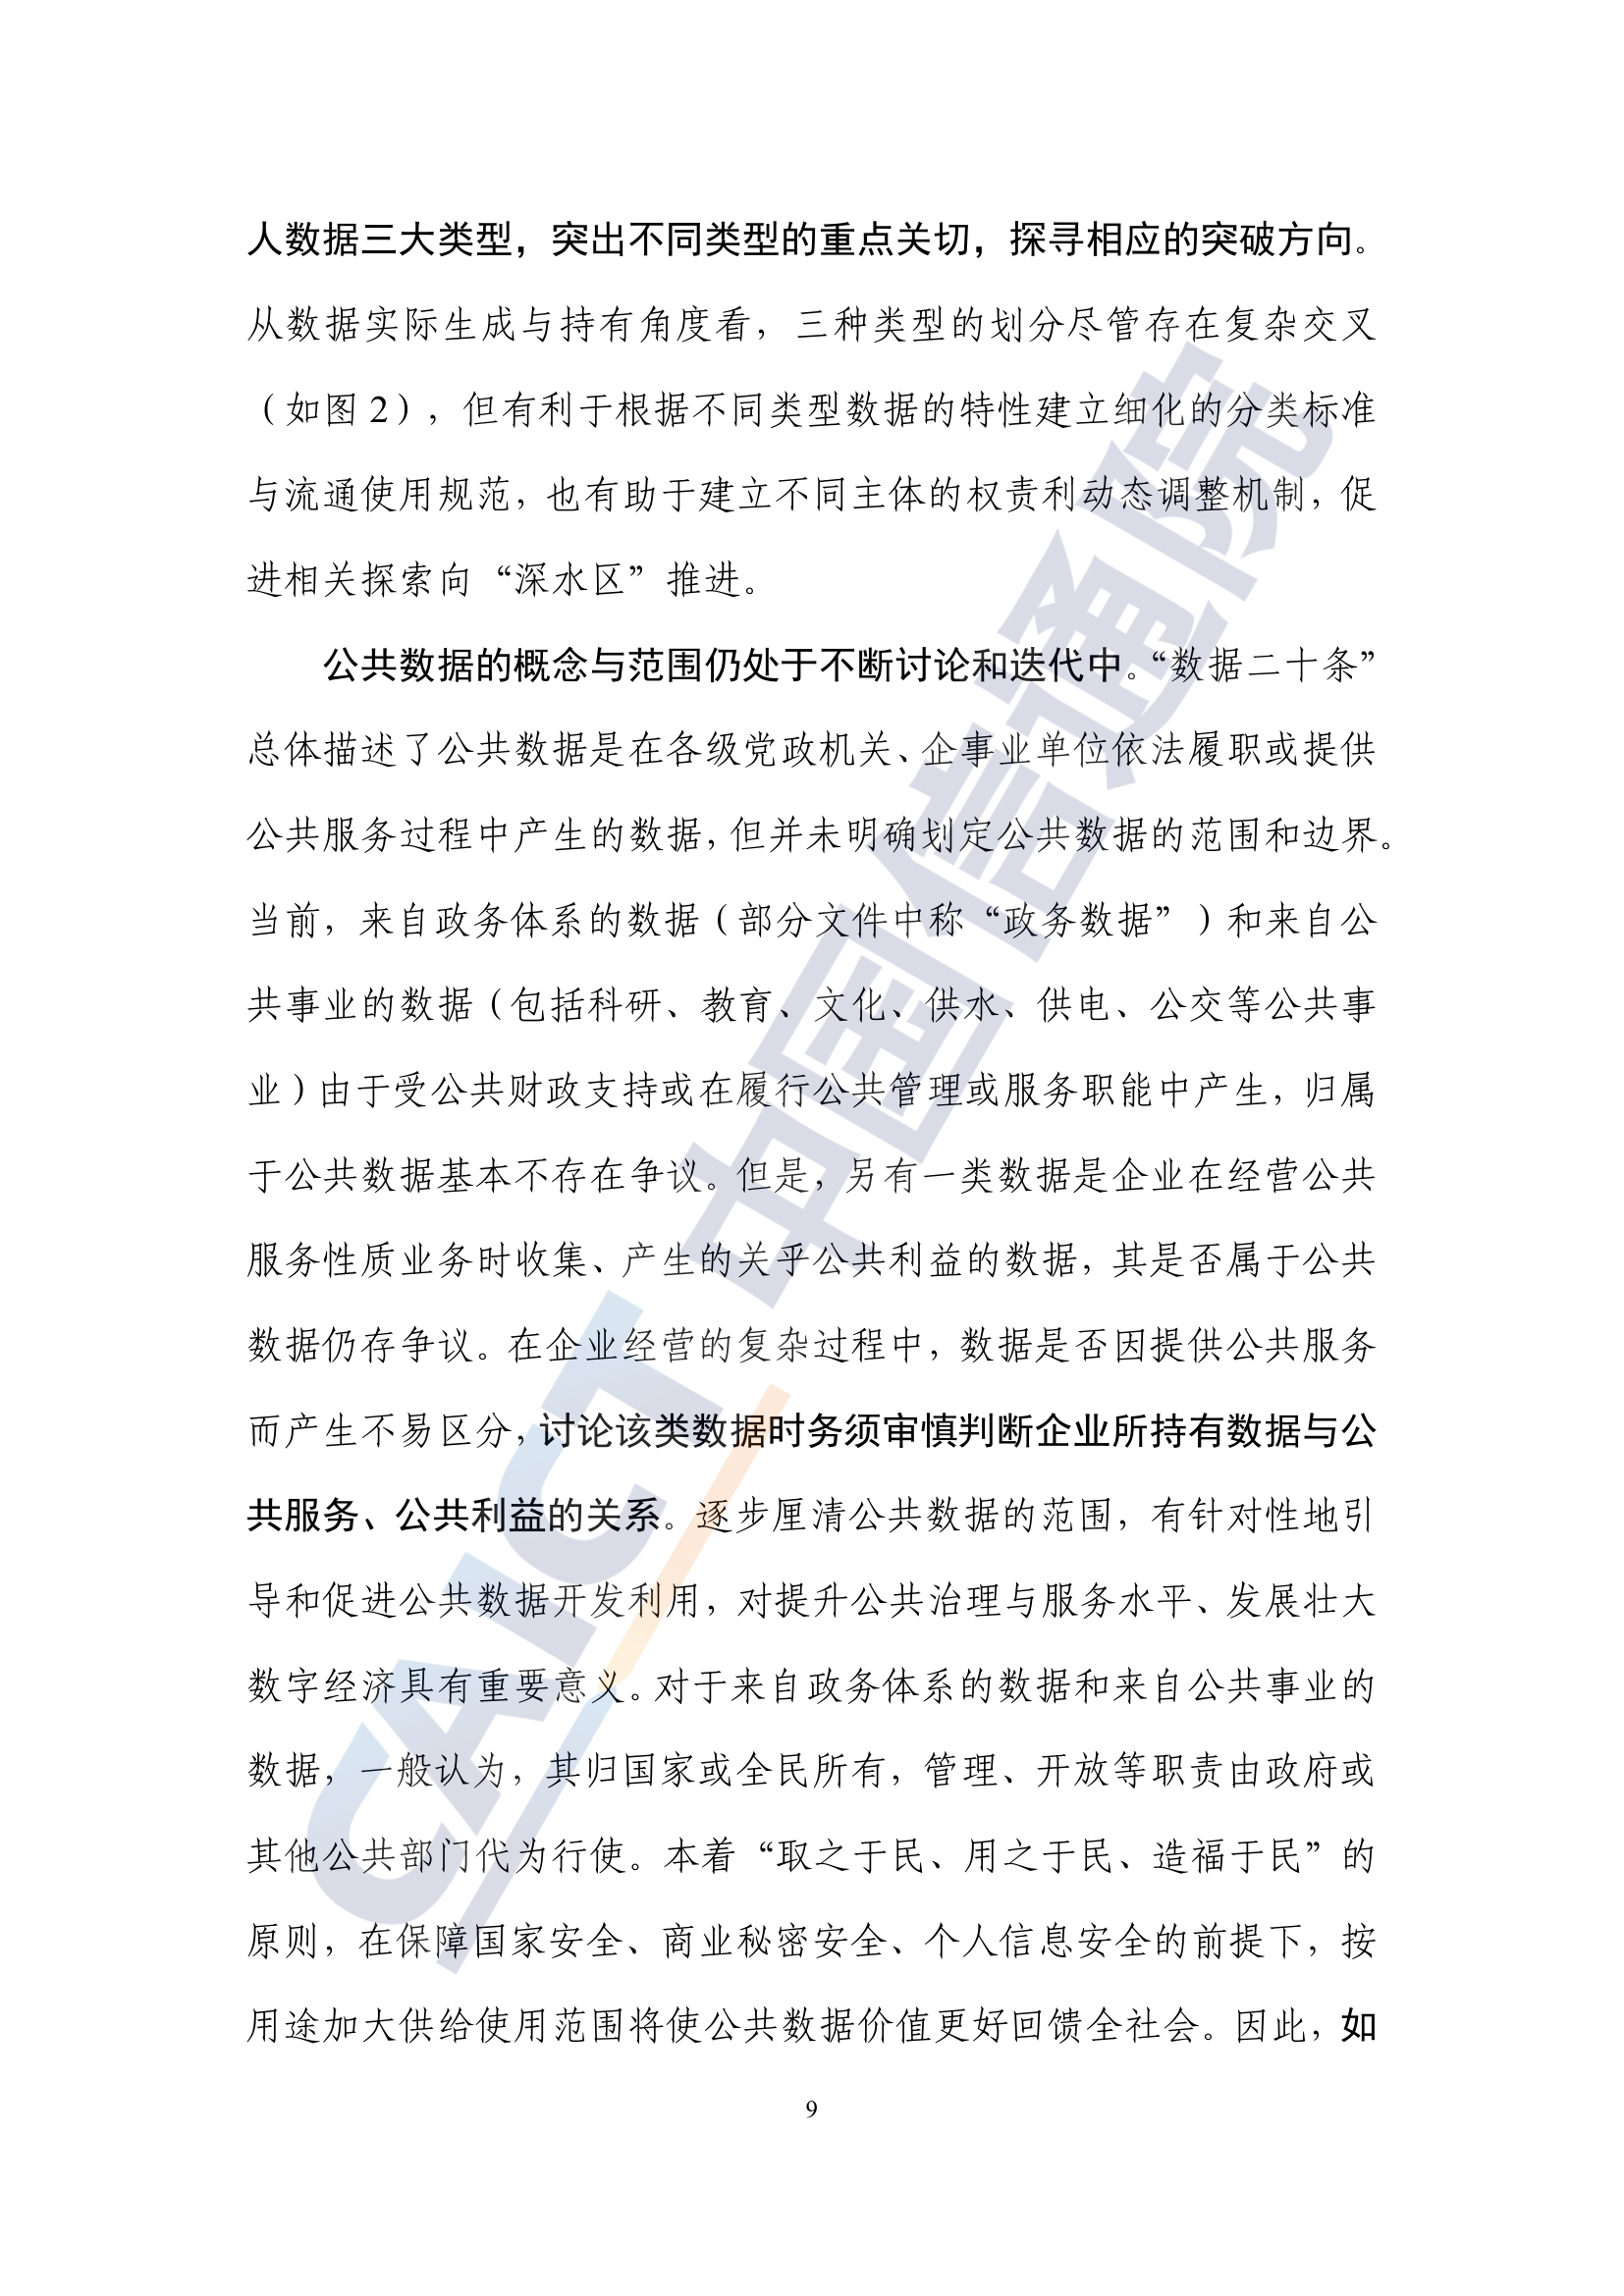 人数据三大类型，突出不同类型的重点关切，探寻相应的突破方向。
从数据实际生成与持有角度看，三种类型的划分尽管存在复杂交叉
（如图 2），但有利于根据不同类型数据的特性建立细化的分类标准
与流通使用规范，也有助于建立不同主体的权责利动态调整机制，促
进相关探索向“深水区”推进。
公共数据的概念与范围仍处于不断讨论和迭代中。“数据二十条”
总体描述了公共数据是在各级党政机关、企事业单位依法履职或提供
公共服务过程中产生的数据，但并未明确划定公共数据的范围和边界。
当前，来自政务体系的数据（部分文件中称“政务数据”）和来自公
共事业的数据（包括科研、教育、文化、供水、供电、公交等公共事
业）由于受公共财政支持或在履行公共管理或服务职能中产生，归属
于公共数据基本不存在争议。但是，另有一类数据是企业在经营公共
服务性质业务时收集、产生的关乎公共利益的数据，其是否属于公共
数据仍存争议。在企业经营的复杂过程中，数据是否因提供公共服务
而产生不易区分，讨论该类数据时务须审慎判断企业所持有数据与公
共服务、公共利益的关系。逐步厘清公共数据的范围，有针对性地引
导和促进公共数据开发利用，对提升公共治理与服务水平、发展壮大
数字经济具有重要意义。对于来自政务体系的数据和来自公共事业的
数据，一般认为，其归国家或全民所有，管理、开放等职责由政府或
其他公共部门代为行使。本着“取之于民、用之于民、造福于民”的
原则，在保障国家安全、商业秘密安全、个人信息安全的前提下，按
用途加大供给使用范围将使公共数据价值更好回馈全社会。因此，如
9
CAICT 中国信通院